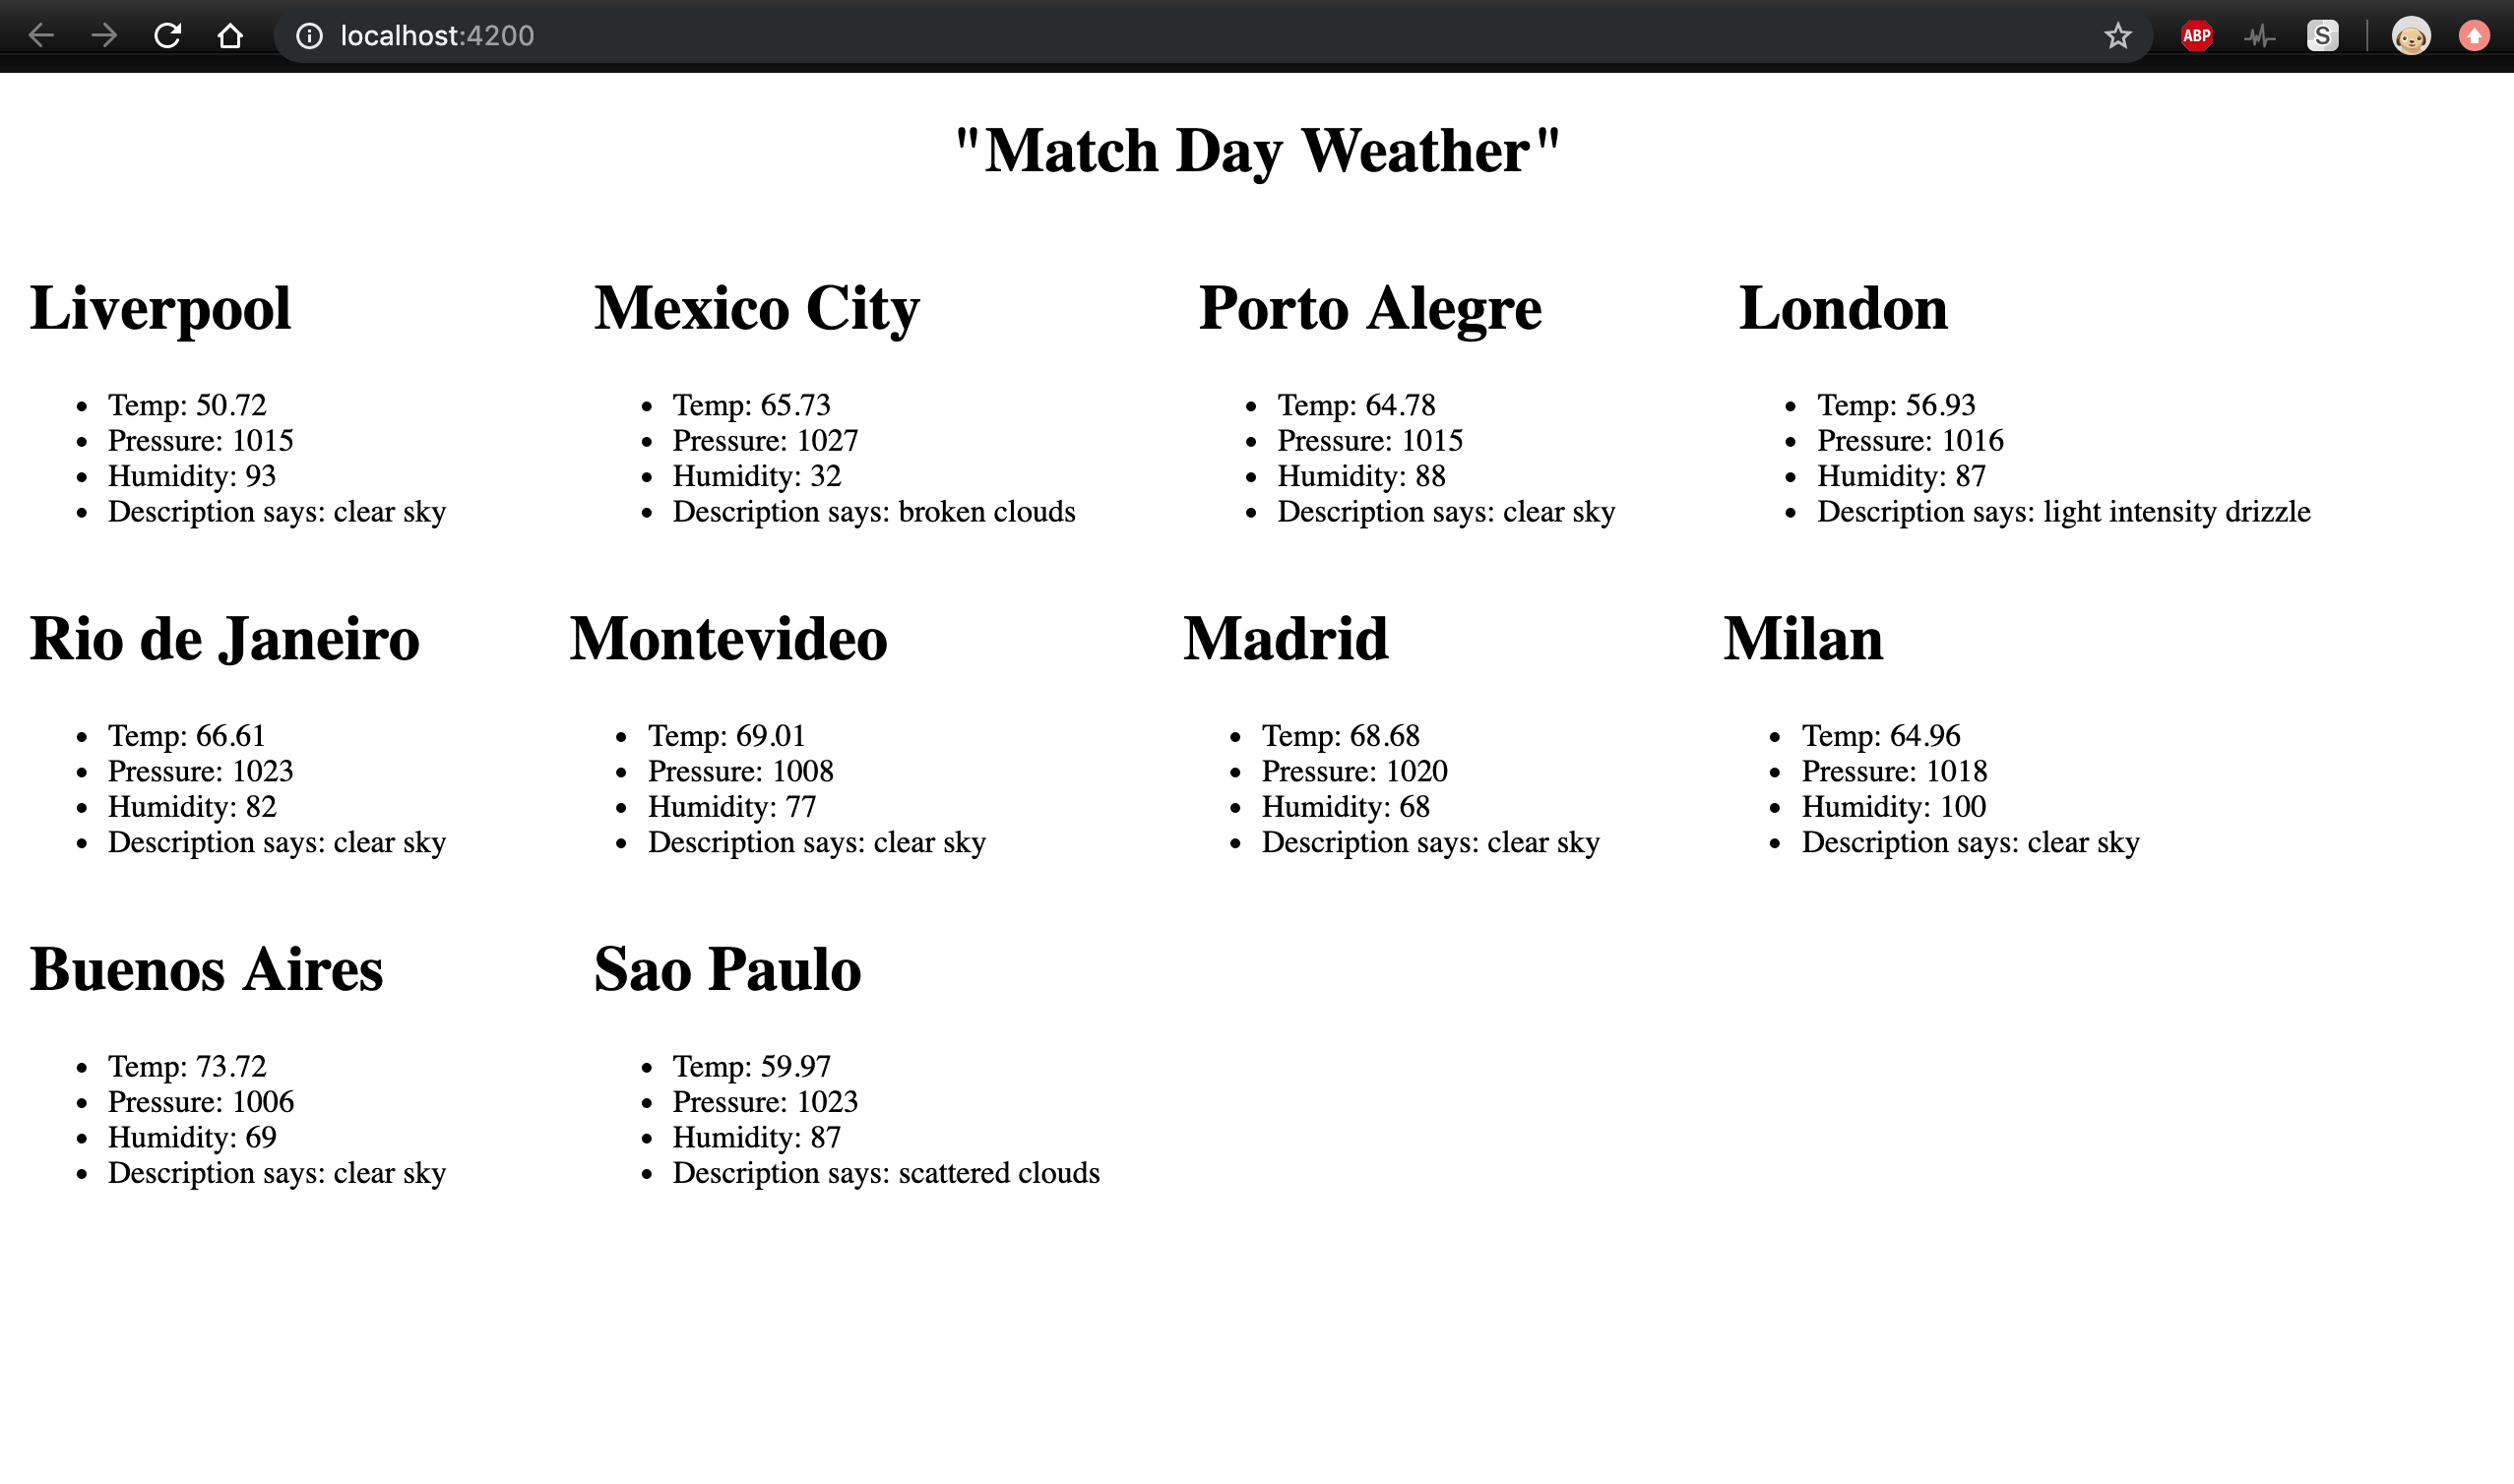 localhost:4200
ABP
S
"Match Day Weather"
Liverpool
Temp: 50.72
Pressure: 1015
Humidity: 93
Description says: clear sky
Mexico City
Temp: 65.73
Pressure: 1027
Humidity: 32
Description says: broken clouds
Porto Alegre
Temp: 64.78
Pressure: 1015
Humidity: 88
Description says: clear sky
London
Temp: 56.93
Pressure: 1016
Humidity: 87
Description says: light intensity drizzle
Rio de Janeiro
Temp: 66.61
Pressure: 1023
Humidity: 82
Description says: clear sky
Montevideo
Temp: 69.01
Pressure: 1008
Humidity: 77
Description says: clear sky
Madrid
Temp: 68.68
Pressure: 1020
Humidity: 68
Description says: clear sky
Milan
Temp: 64.96
Pressure: 1018
Humidity: 100
Description says: clear sky
Buenos Aires
Temp: 73.72
Pressure: 1006
Humidity: 69
Description says: clear sky
Sao Paulo
Temp: 59.97
Pressure: 1023
Humidity: 87
Description says: scattered clouds